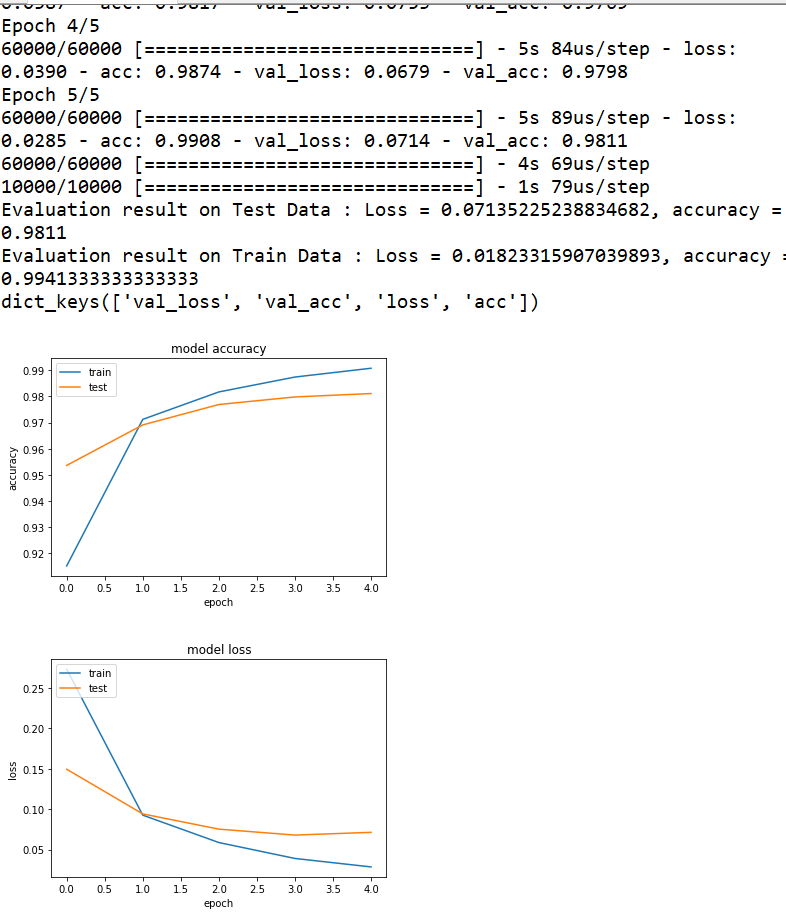 Epoch 4/5
60000/60000 [==============================] - 5s 84us/step - loss:
0.0390 - acc: 0.9874 - val_loss: 0.0679 - val_acc: 0.9798
Epoch 5/5
60000/60000 [==============================] - 5s 89us/step - loss:
0.0285 - acc: 0.9908 - val_loss: 0.0714 - val_acc: 0.9811
60000/60000 [==============================] - 4s 69us/step
10000/10000 [==============================] - 1s 79us/step
Evaluation result on Test Data : Loss = 0.07135225238834682, accuracy =
0.9811
Evaluation result on Train Data : Loss = 0.01823315907039893, accuracy =
0.9941333333333333
dict_keys(['val_loss', 'val_acc', 'loss', 'acc'])
model accuracy
train
test
0.99
0.98
0.97
0.96
0.95
0.94
0.93
0.92
accuracy
0.0 0.5 1.0 1.5 2.0 2.5 3.0 3.5 4.0
epoch
model loss
train
test
0.25
0.20
0.15
0.10
0.05
loss
0.0 0.5 1.0 1.5 2.0 2.5 3.0 3.5 4.0
epoch